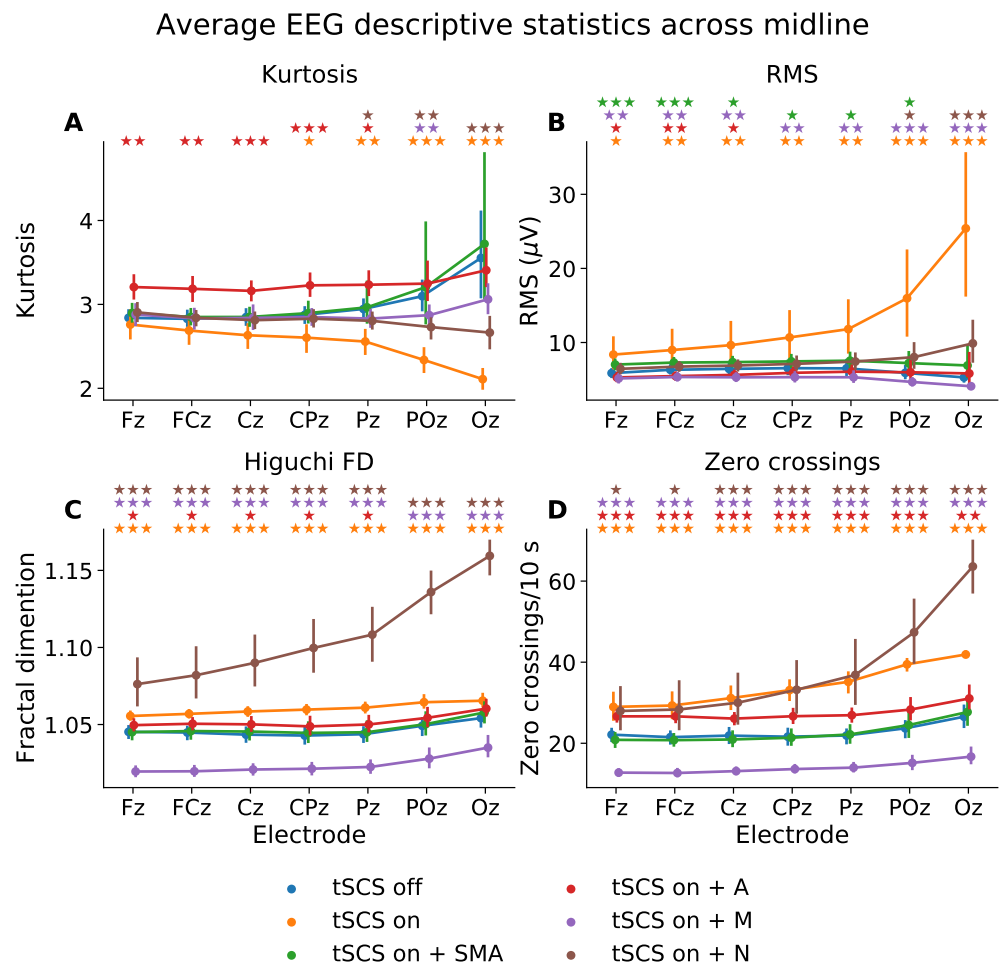 Average EEG descriptive statistics across midline
Kurtosis
RMS
A
B
Kurtosis
4
3
2
RMS (μV)
30
20
10
Fz FCz Cz CPz Pz POz Oz
Fz FCz Cz CPz Pz POz Oz
Higuchi FD
Zero crossings
C
D
Fractal dimention
1.15
1.10
1.05
Zero crossings/10 s
60
40
20
Fz FCz Cz CPz Pz POz Oz
Fz FCz Cz CPz Pz POz Oz
Electrode
Electrode
tSCS off
tSCS on
tSCS on + SMA
tSCS on + A
tSCS on + M
tSCS on + N